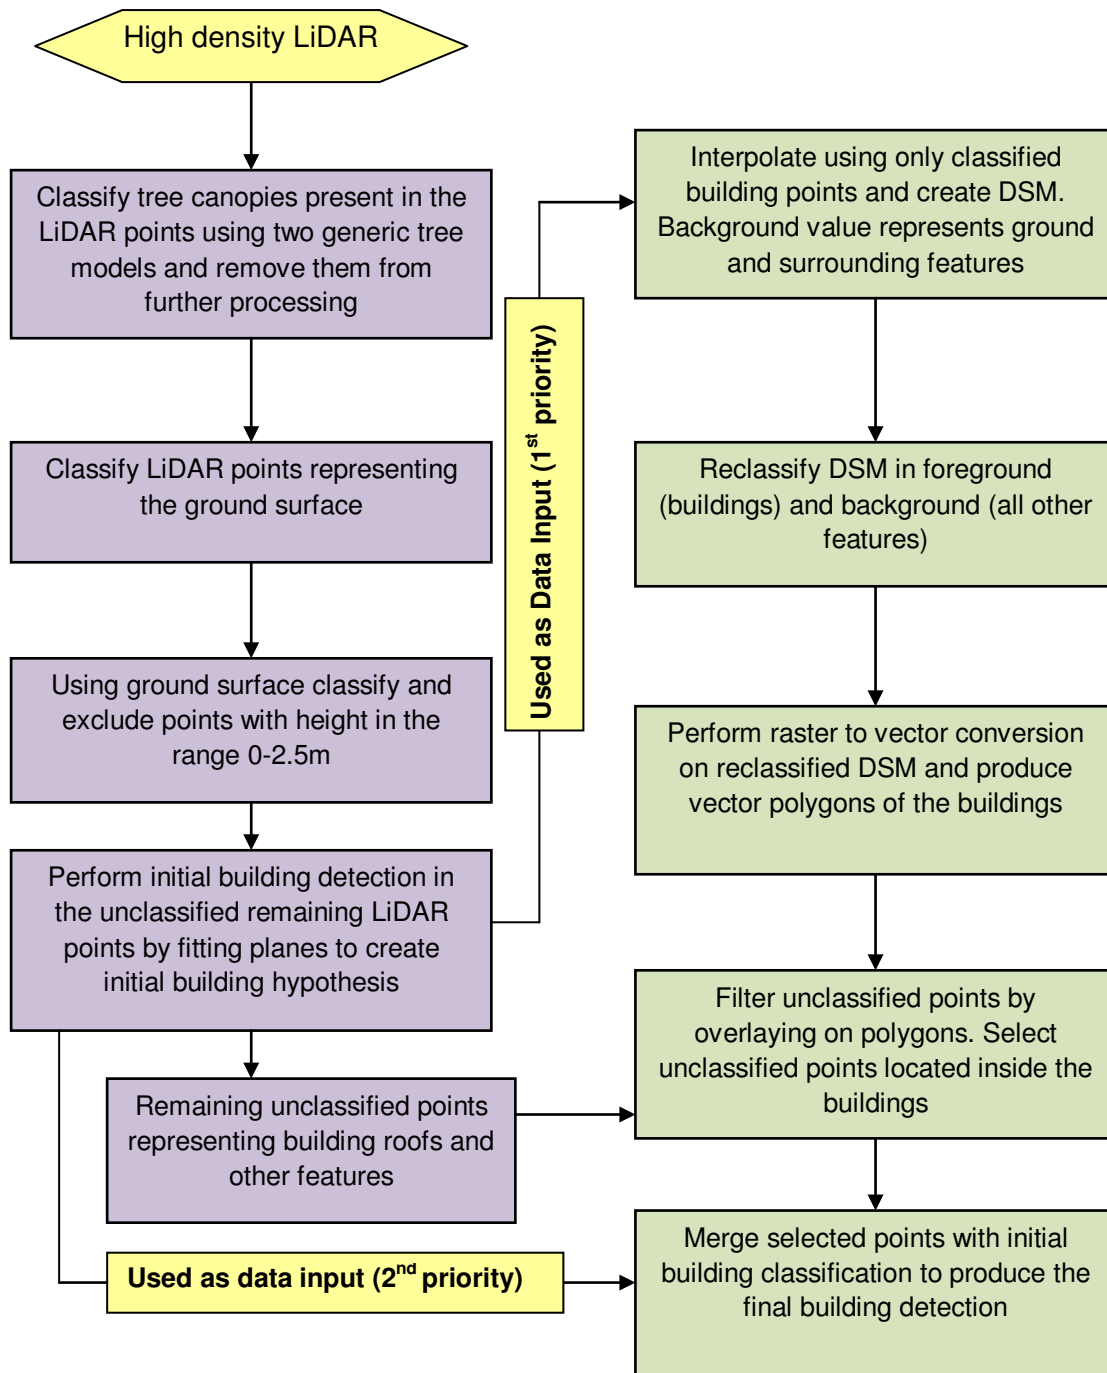 High density LiDAR
Classify tree canopies present in the
LiDAR points using two generic tree
models and remove them from
further processing
Classify LiDAR points representing
the ground surface
Using ground surface classify and
exclude points with height in the
range 0-2.5m
Perform initial building detection in
the unclassified remaining LiDAR
points by fitting planes to create
initial building hypothesis
Remaining unclassified points
representing building roofs and
other features
Used as data input (2nd priority)
Used as Data Input (1st priority)
Interpolate using only classified
building points and create DSM.
Background value represents ground
and surrounding features
Reclassify DSM in foreground
(buildings) and background (all other
features)
Perform raster to vector conversion
on reclassified DSM and produce
vector polygons of the buildings
Filter unclassified points by
overlaying on polygons. Select
unclassified points located inside the
buildings
Merge selected points with initial
building classification to produce the
final building detection